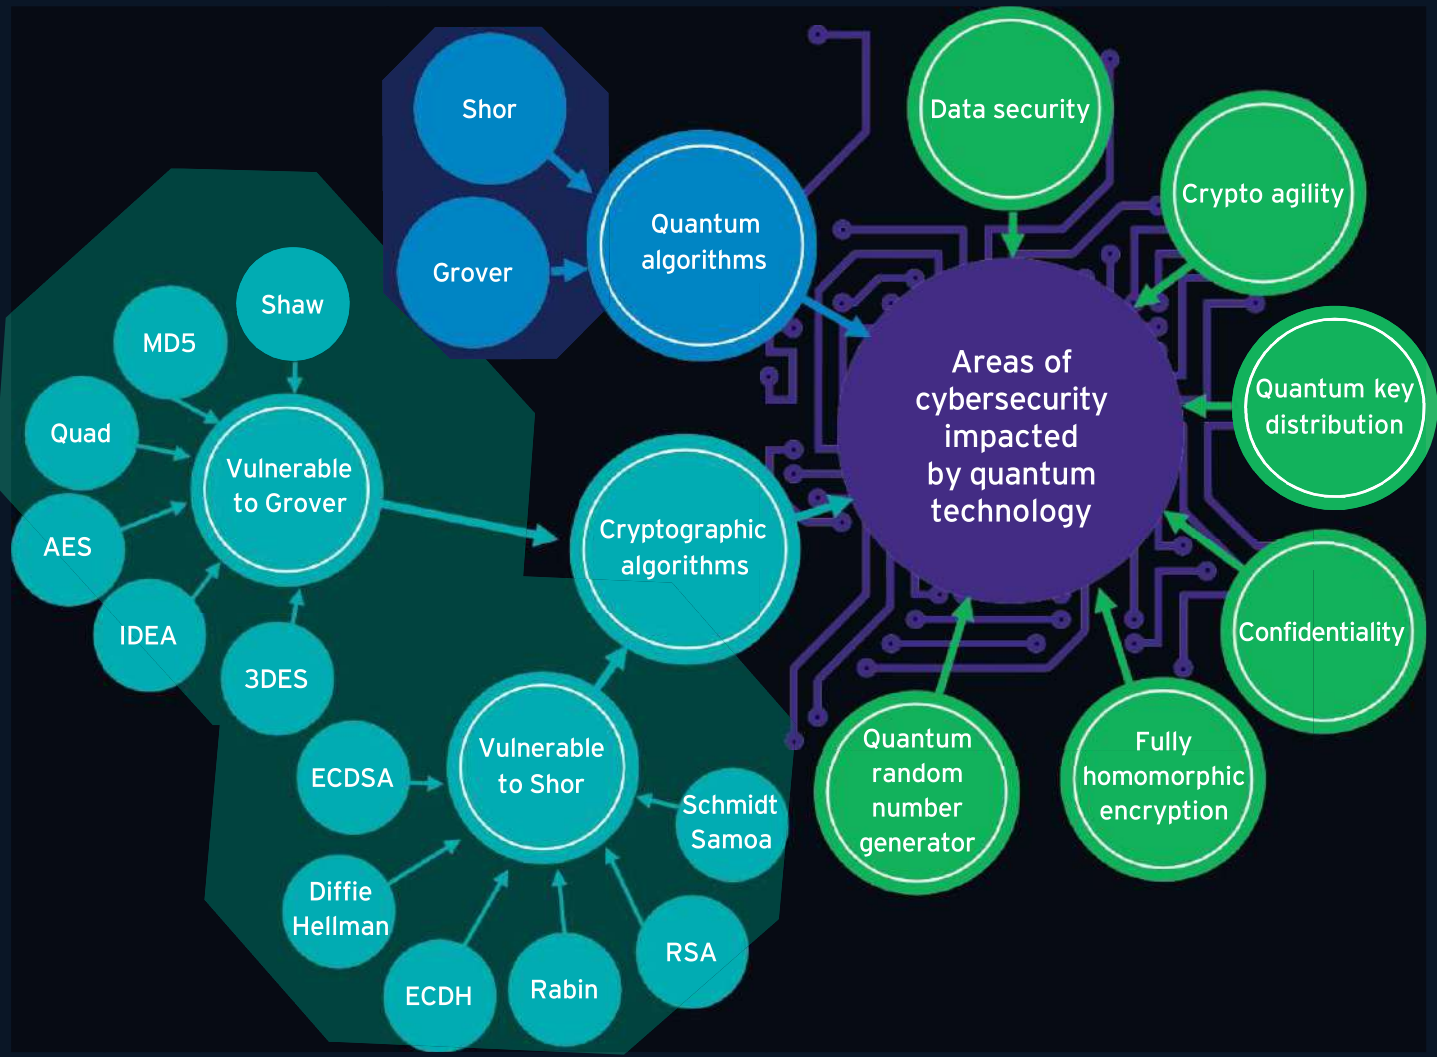 Shor
Grover
Quantum
algorithms
Data security
Crypto agility
Quantum key
distribution
Confidentiality
Fully
homomorphic
encryption
Quantum
random
number
generator
Areas of
cybersecurity
impacted
by quantum
technology
Shaw
MD5
Quad
AES
IDEA
3DES
Vulnerable
to Grover
Cryptographic
algorithms
Vulnerable
to Shor
ECDSA
Diffie
Hellman
ECDH
Rabin
RSA
Schmidt
Samoa